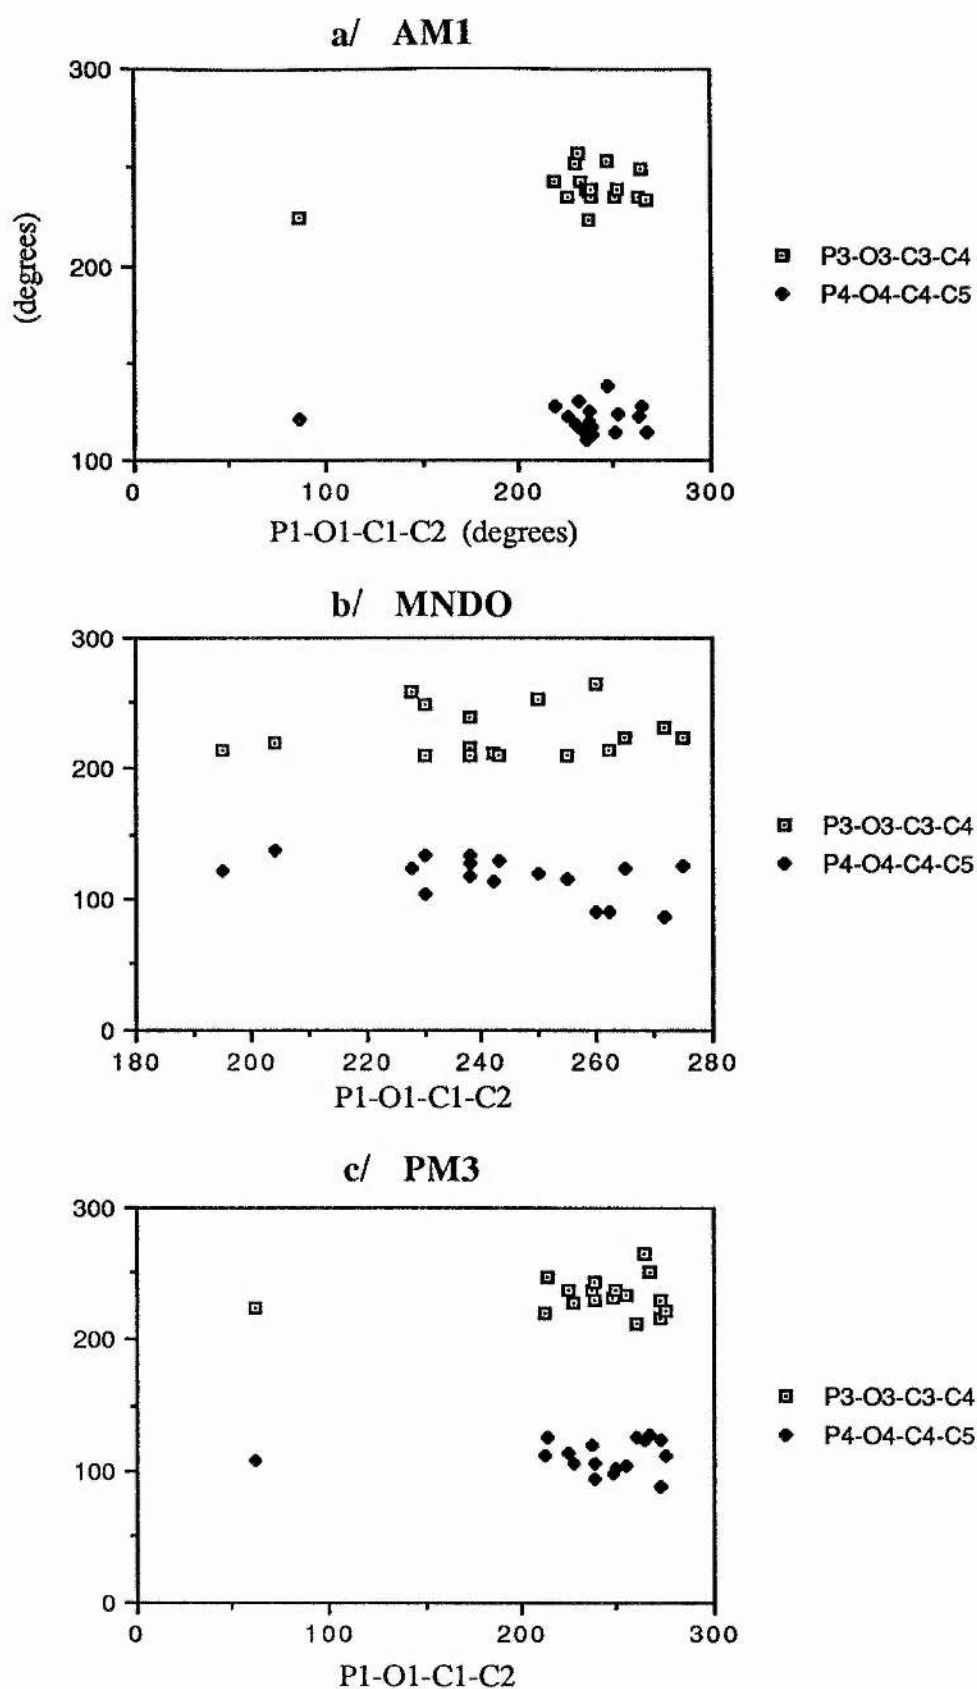 a/ AM1
300
200
100
(degrees)
0 100 200 300
P1-O1-C1-C2 (degrees)
P3-O3-C3-C4
P4-O4-C4-C5
b/ MNDO
300
200
100
0
180 200 220 240 260 280
P1-O1-C1-C2
P3-O3-C3-C4
P4-O4-C4-C5
c/ PM3
300
200
100
0
0 100 200 300
P1-O1-C1-C2
P3-O3-C3-C4
P4-O4-C4-C5